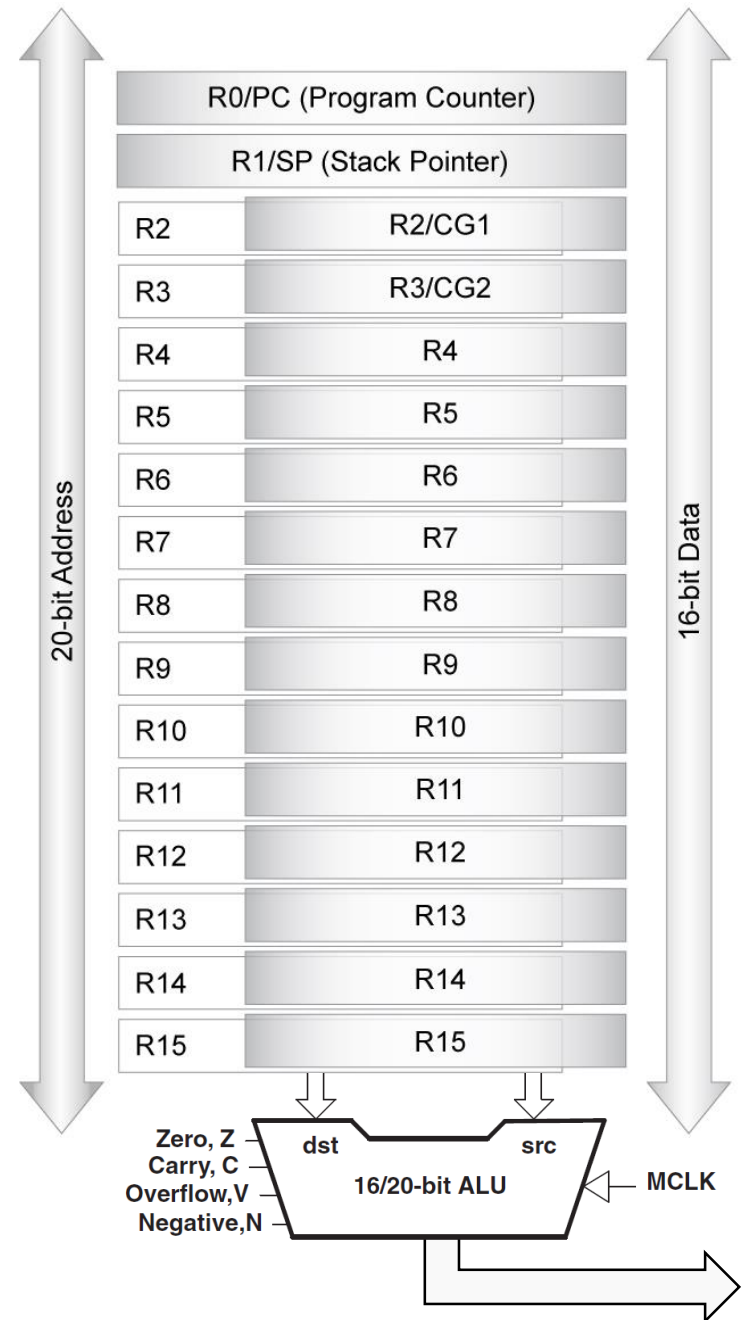 R0/PC (Program Counter)
R1/SP (Stack Pointer)
R2 R2/CG1
R3 R3/CG2
R4 R4
R5 R5
R6 R6
R7 R7
R8 R8
R9 R9
R10 R10
R11 R11
R12 R12
R13 R13
R14 R14
R15 R15
20-bit Address
16-bit Data
Zero, Z
Carry, C
Overflow,V
Negative,N
dst
src
16/20-bit ALU
MCLK